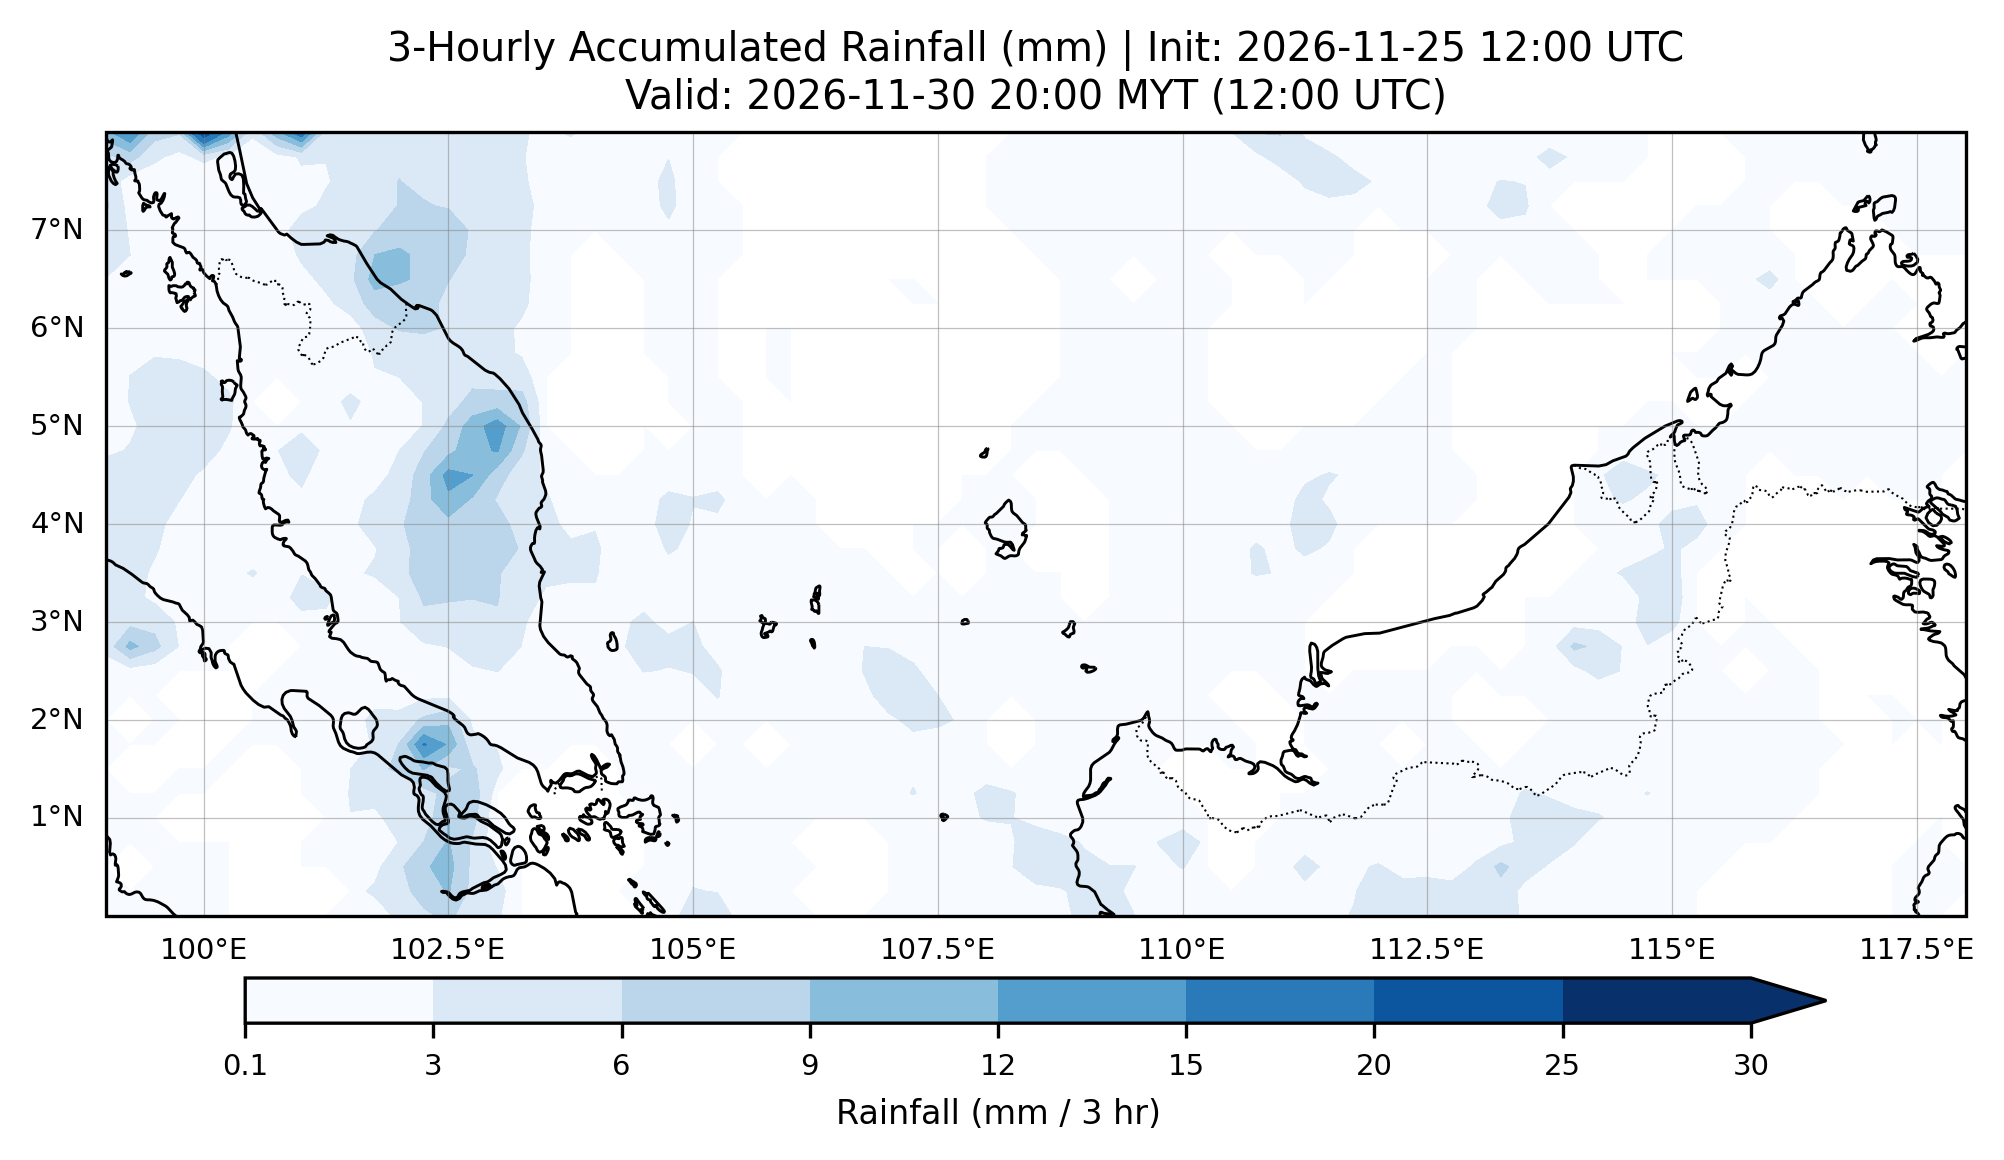 3-Hourly Accumulated Rainfall (mm) | Init: 2026-11-25 12:00 UTC
Valid: 2026-11-30 20:00 MYT (12:00 UTC)
7°N
6°N
5°N
4°N
3°N
2°N
1°N
100°E 102.5°E 105°E 107.5°E 110°E 112.5°E 115°E 117.5°E
0.1 3 6 9 12 15 20 25 30
Rainfall (mm / 3 hr)